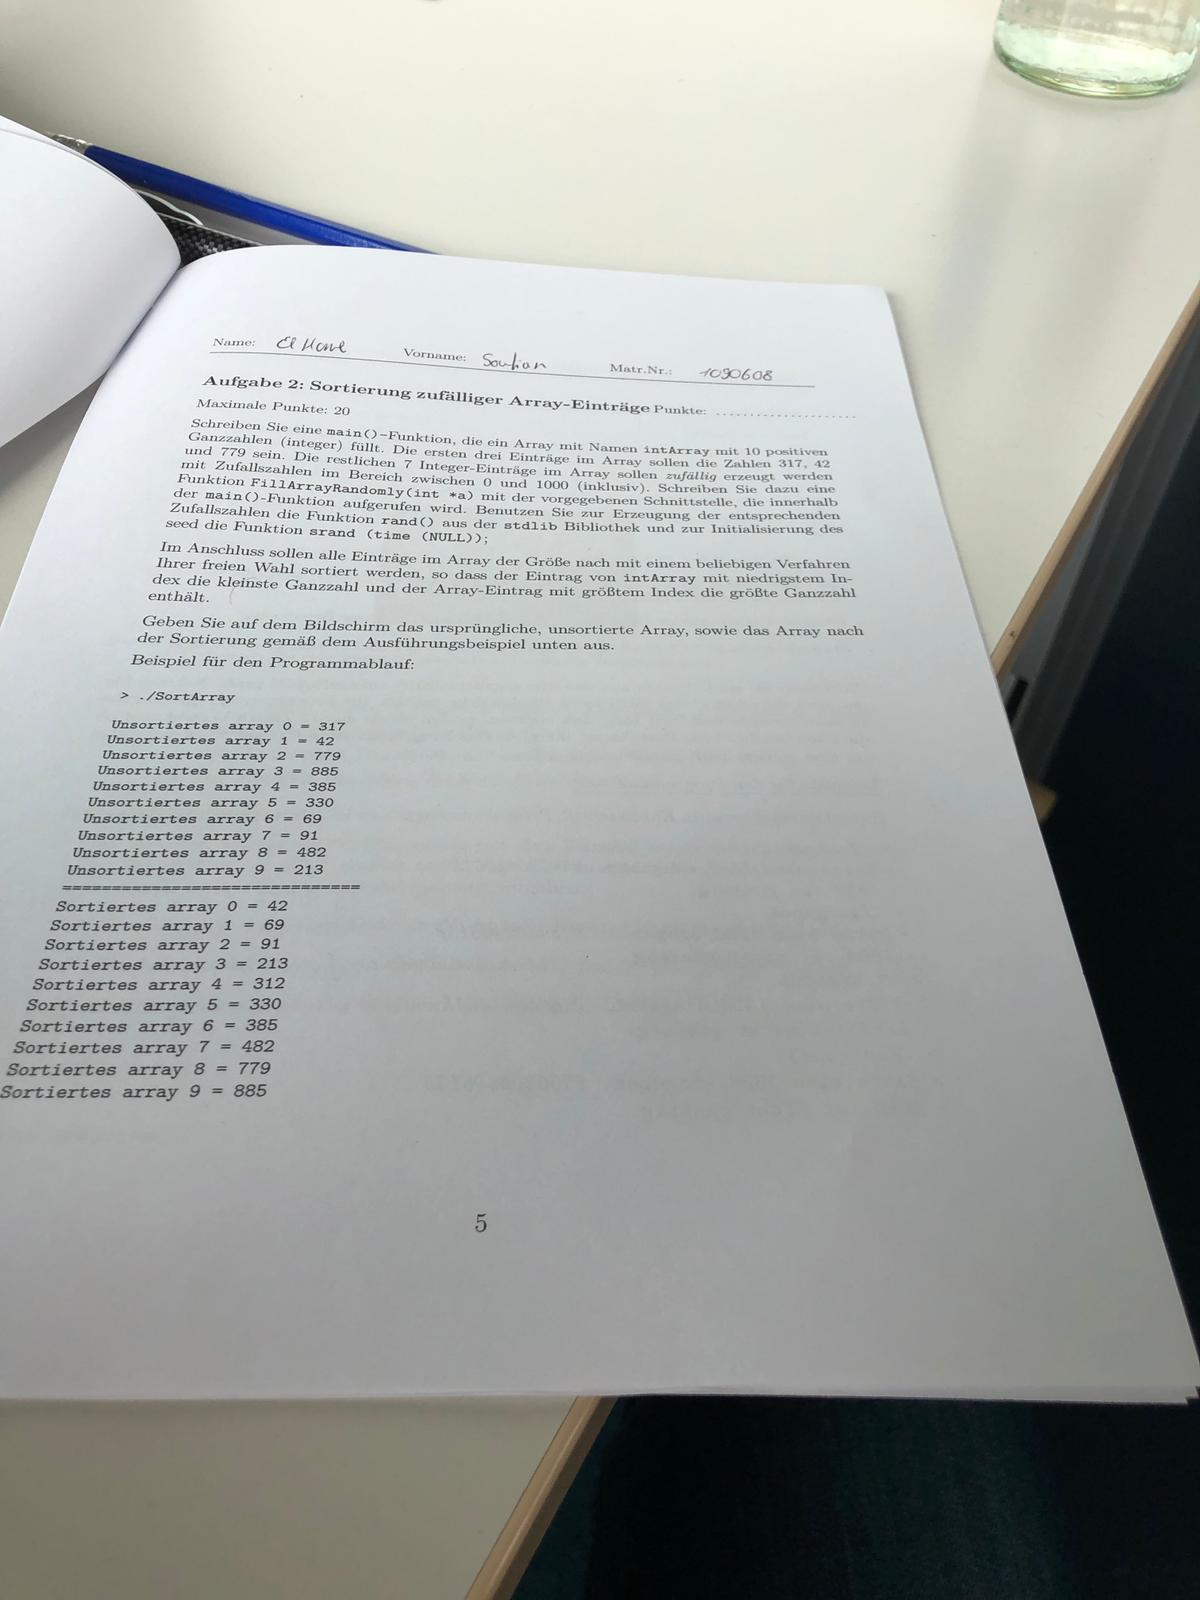 Name: El Vorname: Soufian Matr.Nr.: 1090608
Aufgabe 2: Sortierung zufälliger Array-Einträge Punkte: ....................
Maximale Punkte: 20
Schreiben Sie eine main()-Funktion, die ein Array mit Namen intArray mit 10 positiven
Ganzzahlen (integer) füllt. Die ersten drei Einträge im Array sollen die Zahlen 317, 42
und 779 sein. Die restlichen 7 Integer-Einträge im Array sollen zufällig erzeugt werden
mit Zufallszahlen im Bereich zwischen 0 und 1000 (inklusiv). Schreiben Sie dazu eine
Funktion FillArrayRandomly(int *a) mit der vorgegebenen Schnittstelle, die innerhalb
der main()-Funktion aufgerufen wird. Benutzen Sie zur Erzeugung der entsprechenden
Zufallszahlen die Funktion rand() aus der stdlib Bibliothek und zur Initialisierung des
seed die Funktion srand (time (NULL));
Im Anschluss sollen alle Einträge im Array der Größe nach mit einem beliebigen Verfahren
Ihrer freien Wahl sortiert werden, so dass der Eintrag von intArray mit niedrigstem In-
dex die kleinste Ganzzahl und der Array-Eintrag mit größtem Index die größte Ganzzahl
enthält.
Geben Sie auf dem Bildschirm das ursprüngliche, unsortierte Array, sowie das Array nach
der Sortierung gemäß dem Ausführungsbeispiel unten aus.
Beispiel für den Programmablauf:
> ./SortArray
Unsortiertes array 0 = 317
Unsortiertes array 1 = 42
Unsortiertes array 2 = 779
Unsortiertes array 3 = 885
Unsortiertes array 4 = 385
Unsortiertes array 5 = 330
Unsortiertes array 6 = 69
Unsortiertes array 7 = 91
Unsortiertes array 8 = 482
Unsortiertes array 9 = 213
==============================
Sortiertes array 0 = 42
Sortiertes array 1 = 69
Sortiertes array 2 = 91
Sortiertes array 3 = 213
Sortiertes array 4 = 312
Sortiertes array 5 = 330
Sortiertes array 6 = 385
Sortiertes array 7 = 482
Sortiertes array 8 = 779
Sortiertes array 9 = 885
5